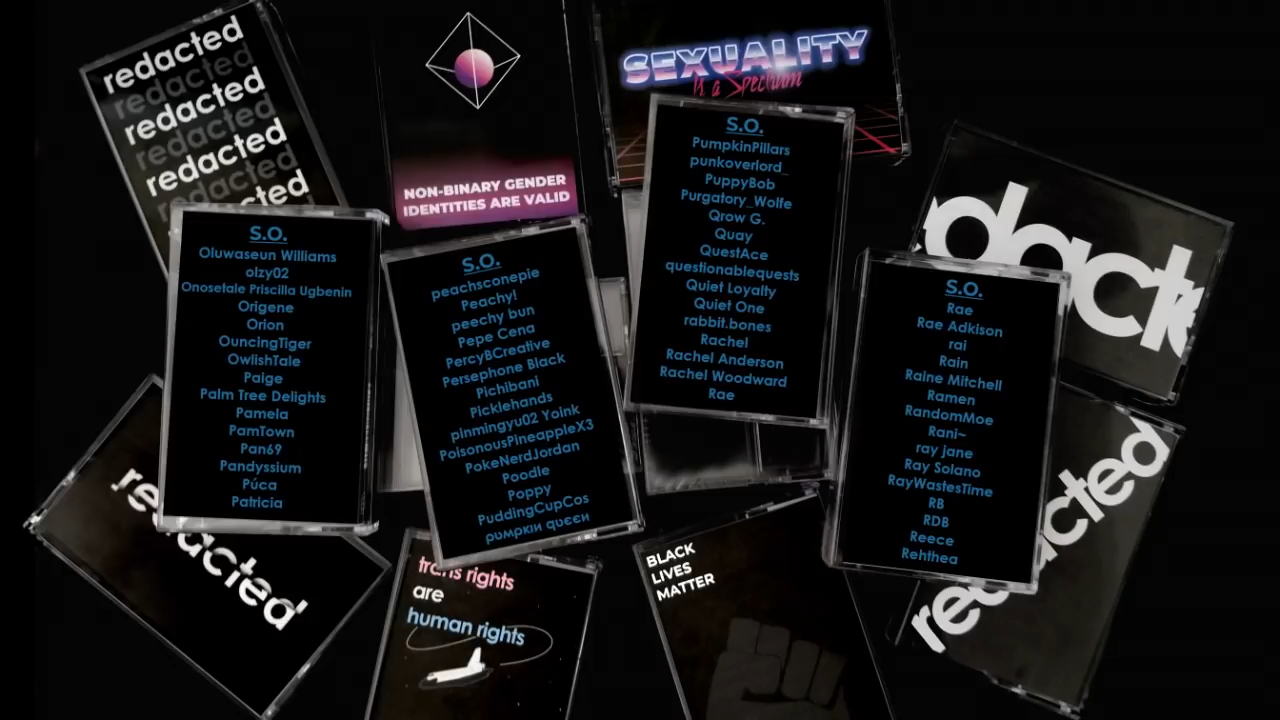 redacted
redacted
redacted
redacted
redacted
redacted
redacted
NON-BINARY GENDER
IDENTITIES ARE VALID
SEXUALITY
Is a Spectrum
S.O.
Oluwaseun Williams
olzy02
Onosetale Priscilla Ugbenin
Origene
Orion
OuncingTiger
OwlishTale
Paige
Palm Tree Delights
Pamela
PamTown
Pan69
Pandyssium
Púca
Patricia
S.O.
peachsconepie
Peachy!
peechy bun
Pepe Cena
PercyBCreative
Persephone Black
Pichibani
Picklehands
pinmingyu02 Yoink
PoisonousPineappleX3
PokeNerdJordan
Poodle
Poppy
PuddingCupCos
ρυмρкιи qυєєи
S.O.
PumpkinPillars
punkoverlord_
PuppyBob
Purgatory_Wolfe
Qrow G.
Quay
QuestAce
questionablequests
Quiet Loyalty
Quiet One
rabbit.bones
Rachel
Rachel Anderson
Rachel Woodward
Rae
S.O.
Rae
Rae Adkison
rai
Rain
Raine Mitchell
Ramen
RandomMoe
Rani~
ray jane
Ray Solano
RayWastesTime
RB
RDB
Reece
Rehthea
redacted
trans rights
are
human rights
BLACK
LIVES
MATTER
redacted